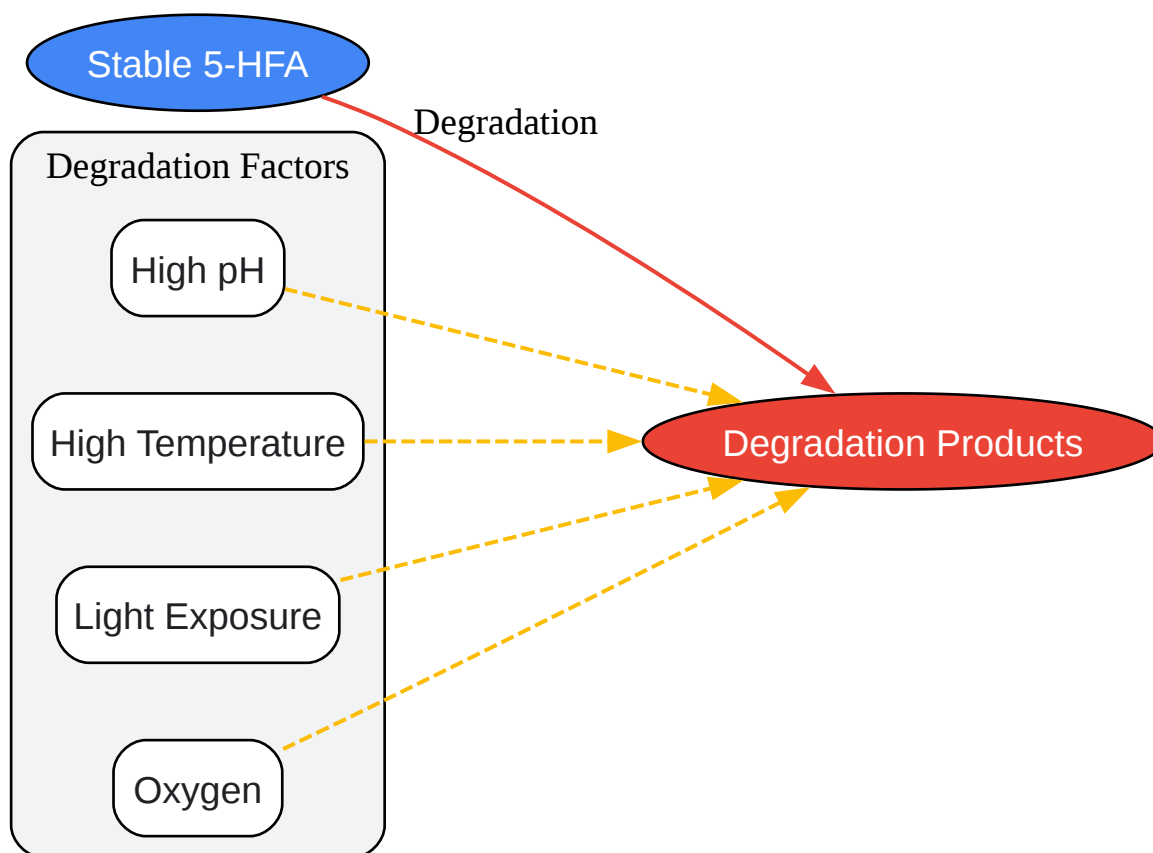 Stable 5-HFA
Degradation
Degradation Factors
High pH
High Temperature
Degradation Products
Light Exposure
Oxygen